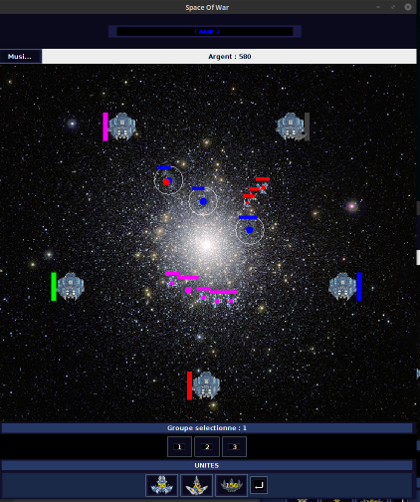 Space Of War
Musi...
Argent : 580
Groupe selectionne : 1
1 2 3
UNITES
150